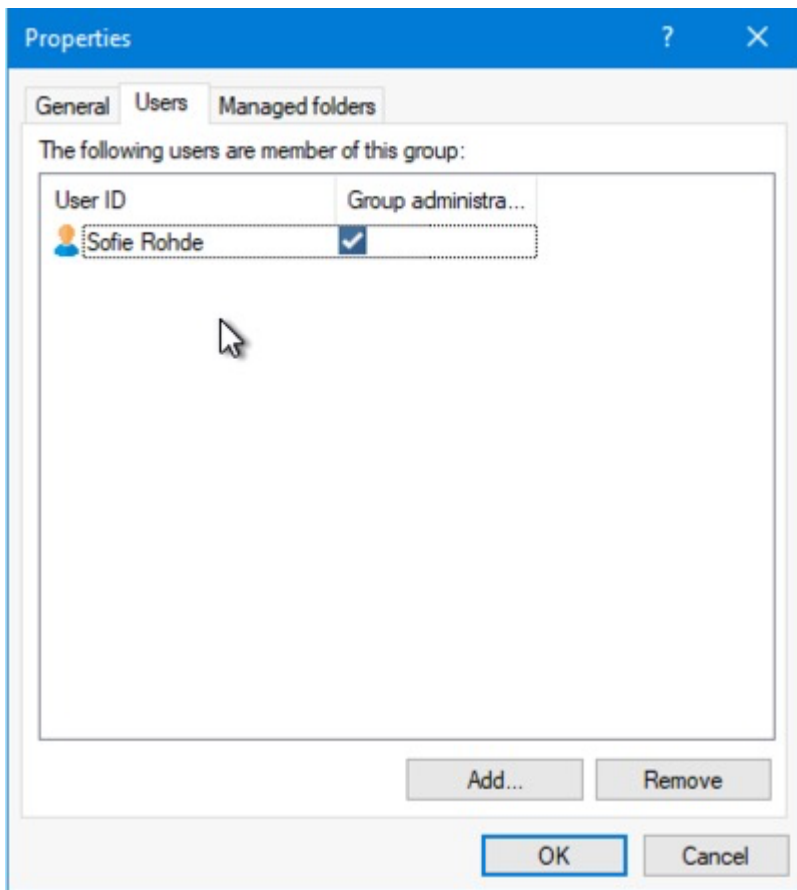 Properties ?
General Users Managed folders
The following users are member of this group:
User ID Group administra...
Sofie Rohde
Add... Remove
OK Cancel